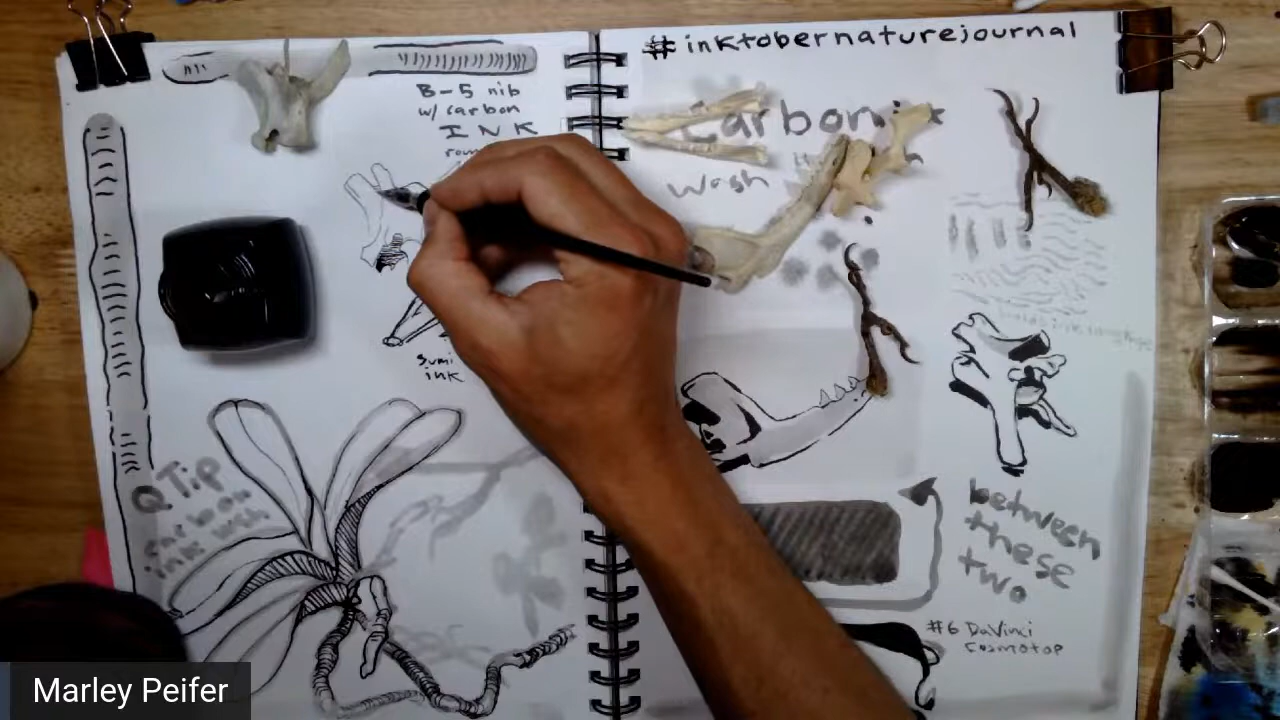 #inktobernaturejournal
B-5 nib
w/ carbon
INK
Carbon
Wash
Sumi
ink
Q Tip
carbon
ink wash
between
these
two
#6 DaVinci
Cosmotop
Marley Peifer